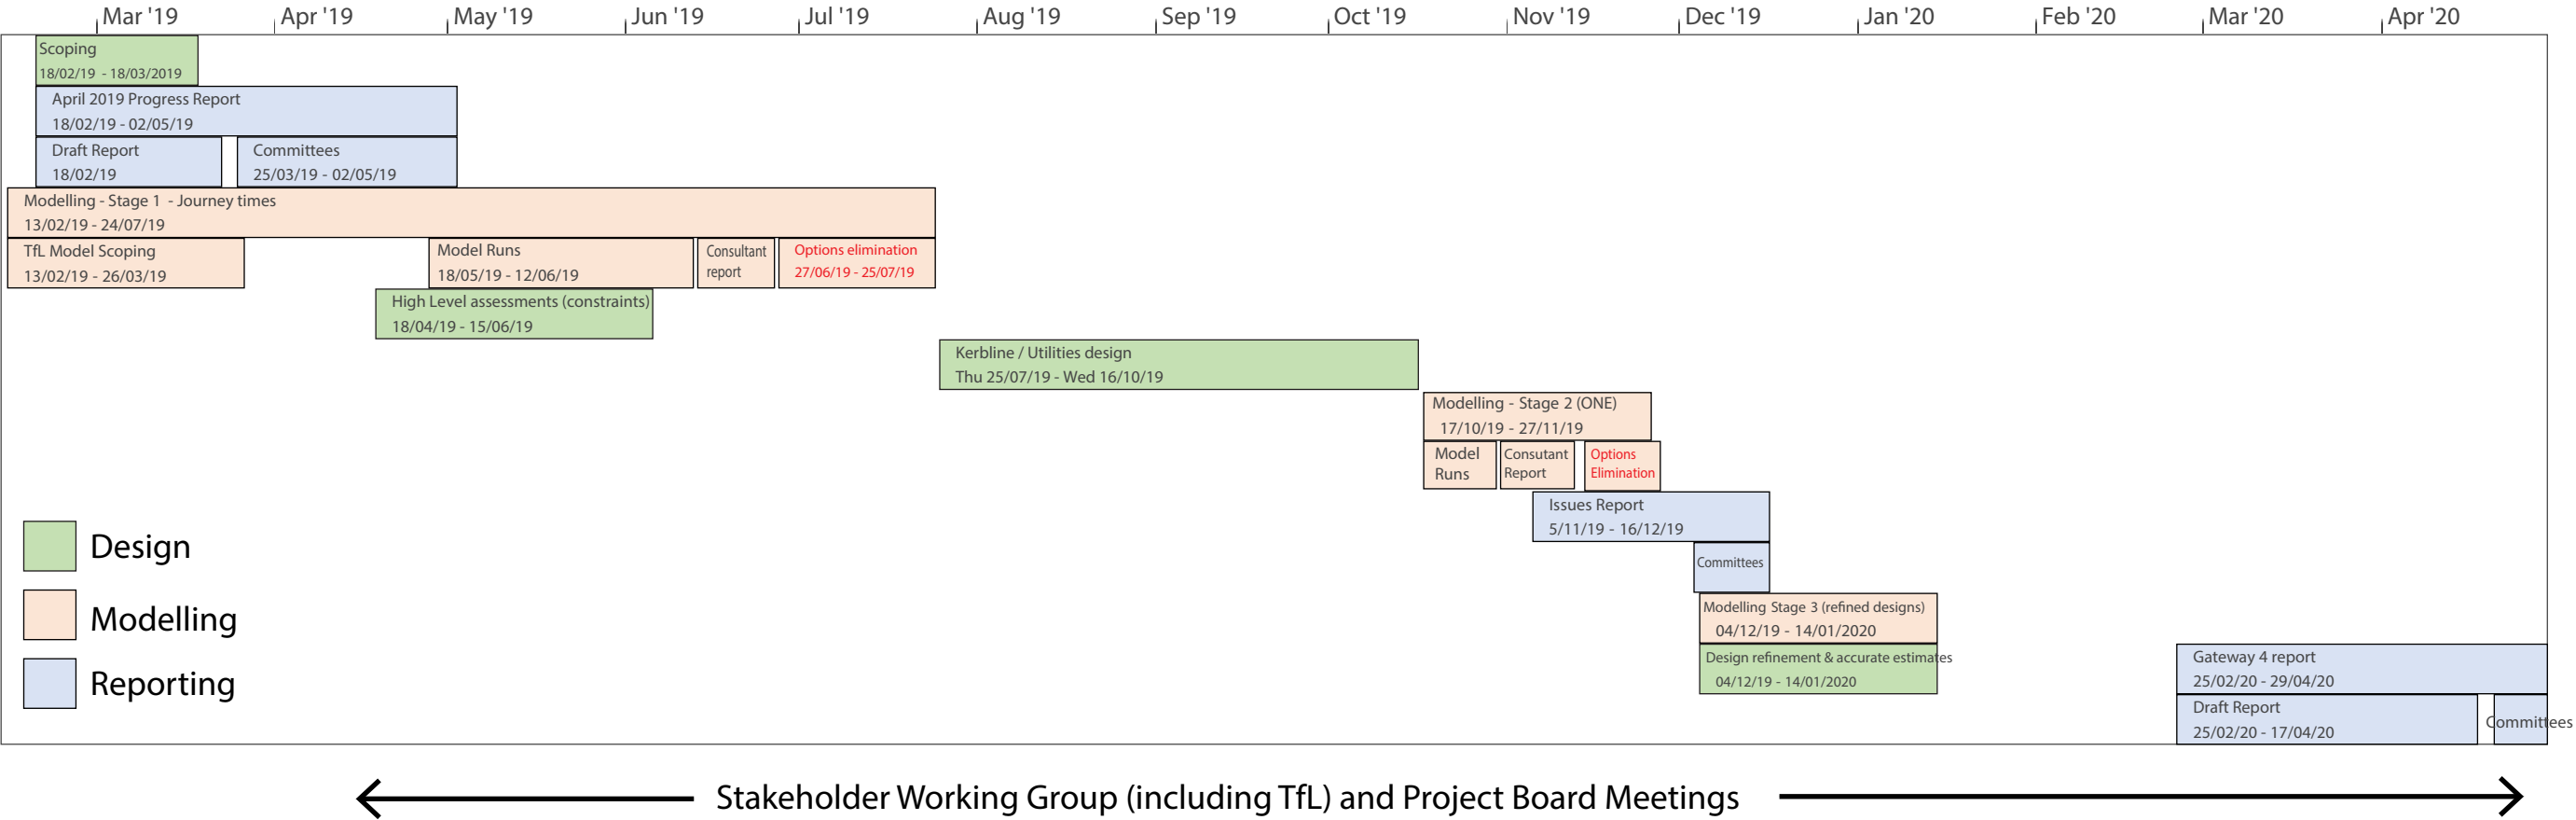 Mar '19 Apr '19 May '19 Jun '19 Jul '19 Aug '19 Sep '19 Oct '19 Nov '19 Dec '19 Jan '20 Feb '20 Mar '20 Apr '20
Scoping
18/02/19 - 18/03/2019
April 2019 Progress Report
18/02/19 - 02/05/19
Draft Report
18/02/19
Committees
25/03/19 - 02/05/19
Modelling - Stage 1 - Journey times
13/02/19 - 24/07/19
TfL Model Scoping
13/02/19 - 26/03/19
Model Runs
18/05/19 - 12/06/19
Consultant
report
Options elimination
27/06/19 - 25/07/19
High Level assessments (constraints)
18/04/19 - 15/06/19
Kerbline / Utilities design
Thu 25/07/19 - Wed 16/10/19
Modelling - Stage 2 (ONE)
17/10/19 - 27/11/19
Model
Runs
Consutant
Report
Options
Elimination
Issues Report
5/11/19 - 16/12/19
Committees
Modelling Stage 3 (refined designs)
04/12/19 - 14/01/2020
Design refinement & accurate estimates
04/12/19 - 14/01/2020
Gateway 4 report
25/02/20 - 29/04/20
Draft Report
25/02/20 - 17/04/20
Committees
Design
Modelling
Reporting
Stakeholder Working Group (including TfL) and Project Board Meetings